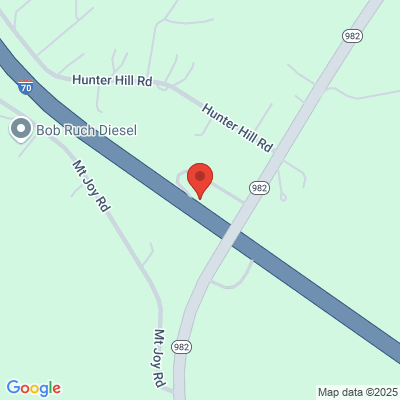 982
Hunter Hill Rd
70
Hunter Hill Rd
Bob Ruch Diesel
Mt Joy Rd
982
982
Mt Joy Rd
982
Google
Map data ©2025